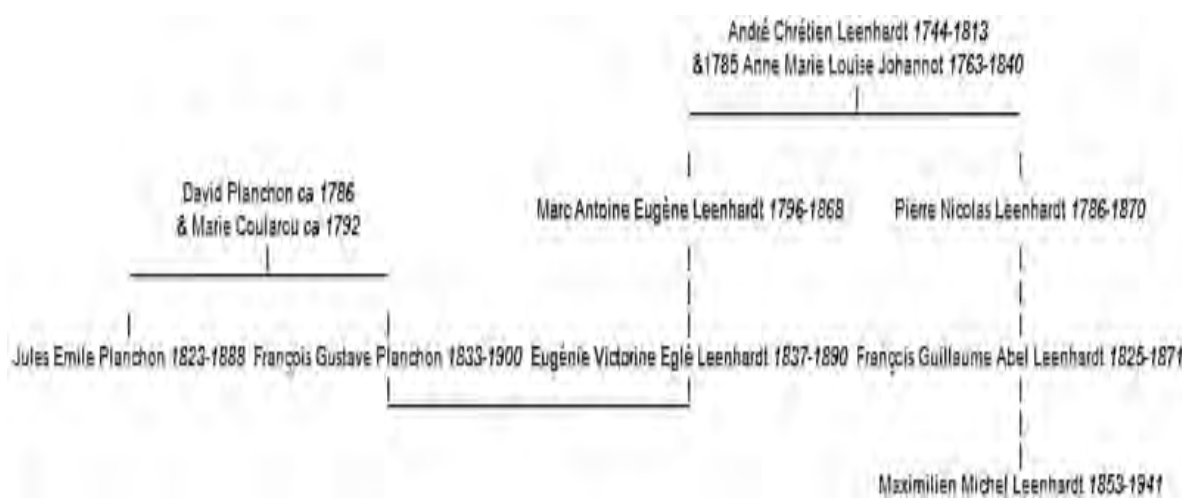 André Chrétien Leenhardt 1744-1813
&1785 Anne Marie Louise Johannot 1763-1840
David Planchon ca 1786
& Marie Coularou ca 1792
Marc Antoine Eugène Leenhardt 1796-1868
Pierre Nicolas Leenhardt 1786-1870
Jules Emile Planchon 1823-1888
François Gustave Planchon 1833-1900
Eugénie Victorine Eglé Leenhardt 1837-1890
François Guillaume Abel Leenhardt 1825-1871
Maximilien Michel Leenhardt 1853-1941